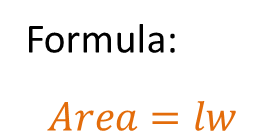 Formula:
Area = lw